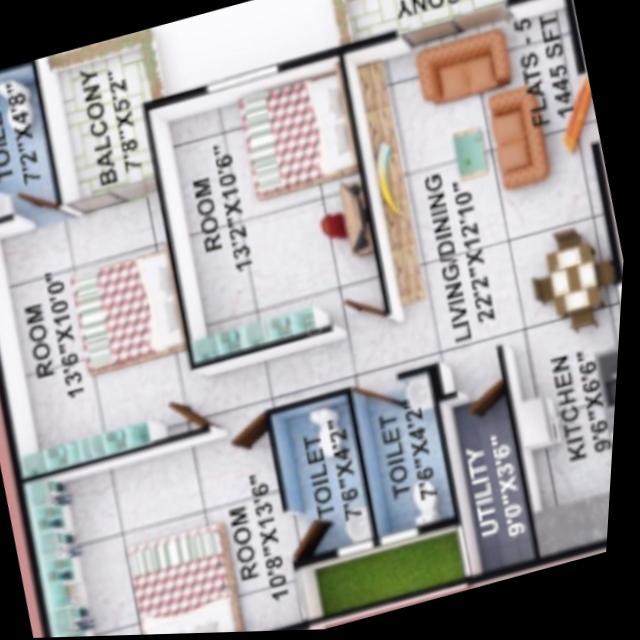 BALCONY
7'8"X5'2"
7'2"X4'8"
ROOM
13'2"X10'6"
LIVING/DINING
22'2"X12'10"
FLATS - 5
1445 SFT
ROOM
13'6"X10'0"
KITCHEN
9'6"X6'6"
TOILET
7'6"X4'2"
TOILET
7'6"X4'2"
UTILITY
9'0"X3'6"
ROOM
10'8"X13'6"